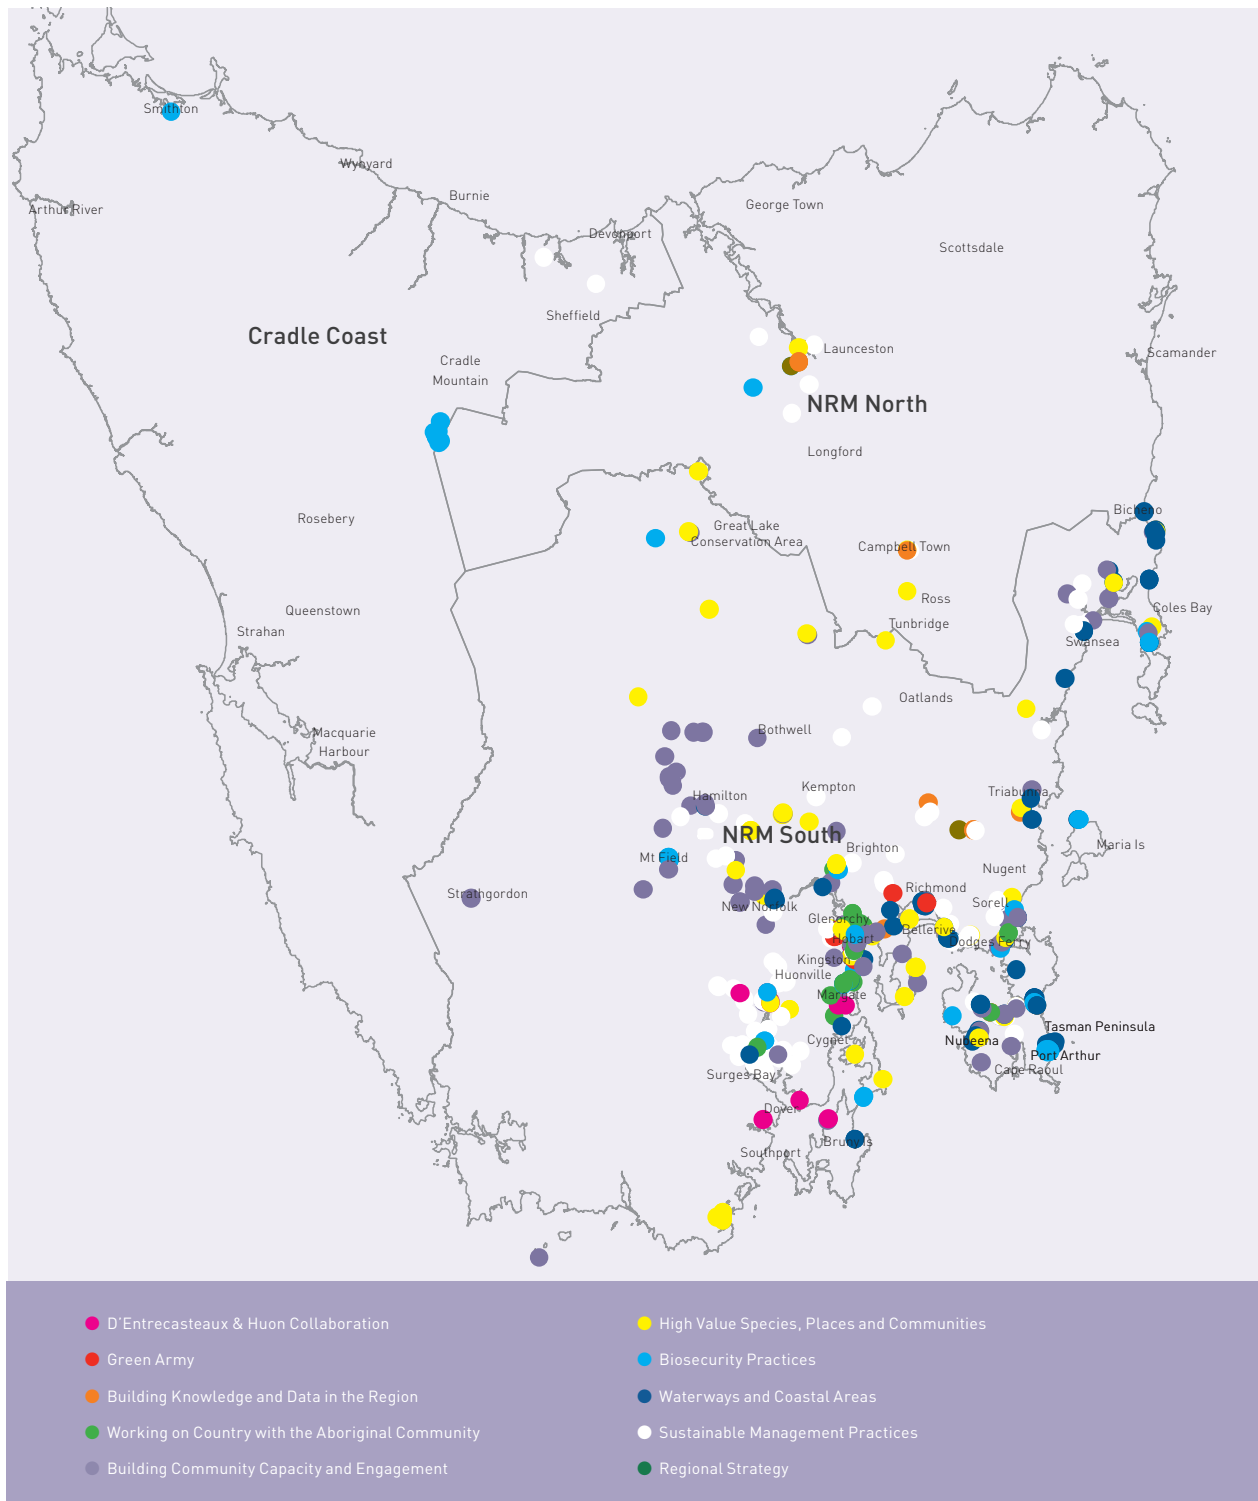 Smithton
Wynyard
Burnie
Arthur River
George Town
Devonport
Scottsdale
Sheffield
Cradle Coast
Launceston
Scamander
Cradle
Mountain
NRM North
Longford
Bicheno
Rosebery
Great Lake
Conservation Area
Campbell Town
Ross
Coles Bay
Queenstown
Tunbridge
Strahan
Swansea
Oatlands
Macquarie
Harbour
Bothwell
Kempton
Triabunna
Hamilton
NRM South
Brighton
Maria Is
Mt Field
Nugent
Richmond
Strathgordon
Sorell
New Norfolk
Glenorchy
Bellerive
Hobart
Dodges Ferry
Kingston
Huonville
Margate
Tasman Peninsula
Cygnet
Nubeena
Port Arthur
Surges Bay
Cape Raoul
Dover
Bruny Is
Southport
D'Entrecasteaux & Huon Collaboration
Green Army
Building Knowledge and Data in the Region
Working on Country with the Aboriginal Community
Building Community Capacity and Engagement
High Value Species, Places and Communities
Biosecurity Practices
Waterways and Coastal Areas
Sustainable Management Practices
Regional Strategy